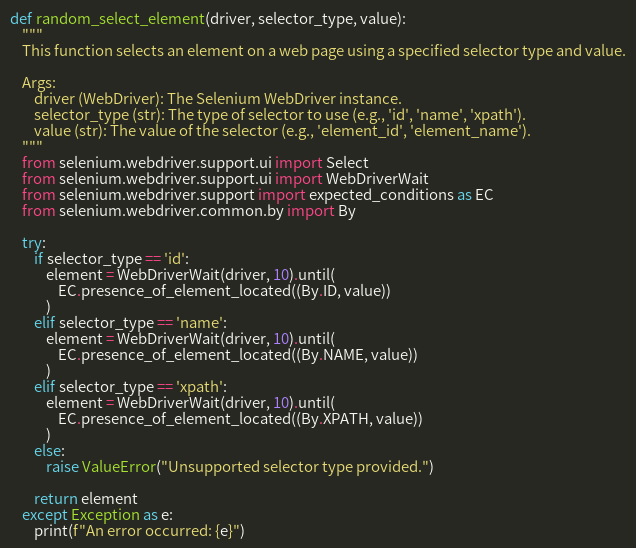 def random_select_element(driver, selector_type, value):
    """
    This function selects an element on a web page using a specified selector type and value.

    Args:
        driver (WebDriver): The Selenium WebDriver instance.
        selector_type (str): The type of selector to use (e.g., 'id', 'name', 'xpath').
        value (str): The value of the selector (e.g., 'element_id', 'element_name').
    """
    from selenium.webdriver.support.ui import Select
    from selenium.webdriver.support.ui import WebDriverWait
    from selenium.webdriver.support import expected_conditions as EC
    from selenium.webdriver.common.by import By

    try:
        if selector_type == 'id':
            element = WebDriverWait(driver, 10).until(
                EC.presence_of_element_located((By.ID, value))
            )
        elif selector_type == 'name':
            element = WebDriverWait(driver, 10).until(
                EC.presence_of_element_located((By.NAME, value))
            )
        elif selector_type == 'xpath':
            element = WebDriverWait(driver, 10).until(
                EC.presence_of_element_located((By.XPATH, value))
            )
        else:
            raise ValueError("Unsupported selector type provided.")

        return element
    except Exception as e:
        print(f"An error occurred: {e}")